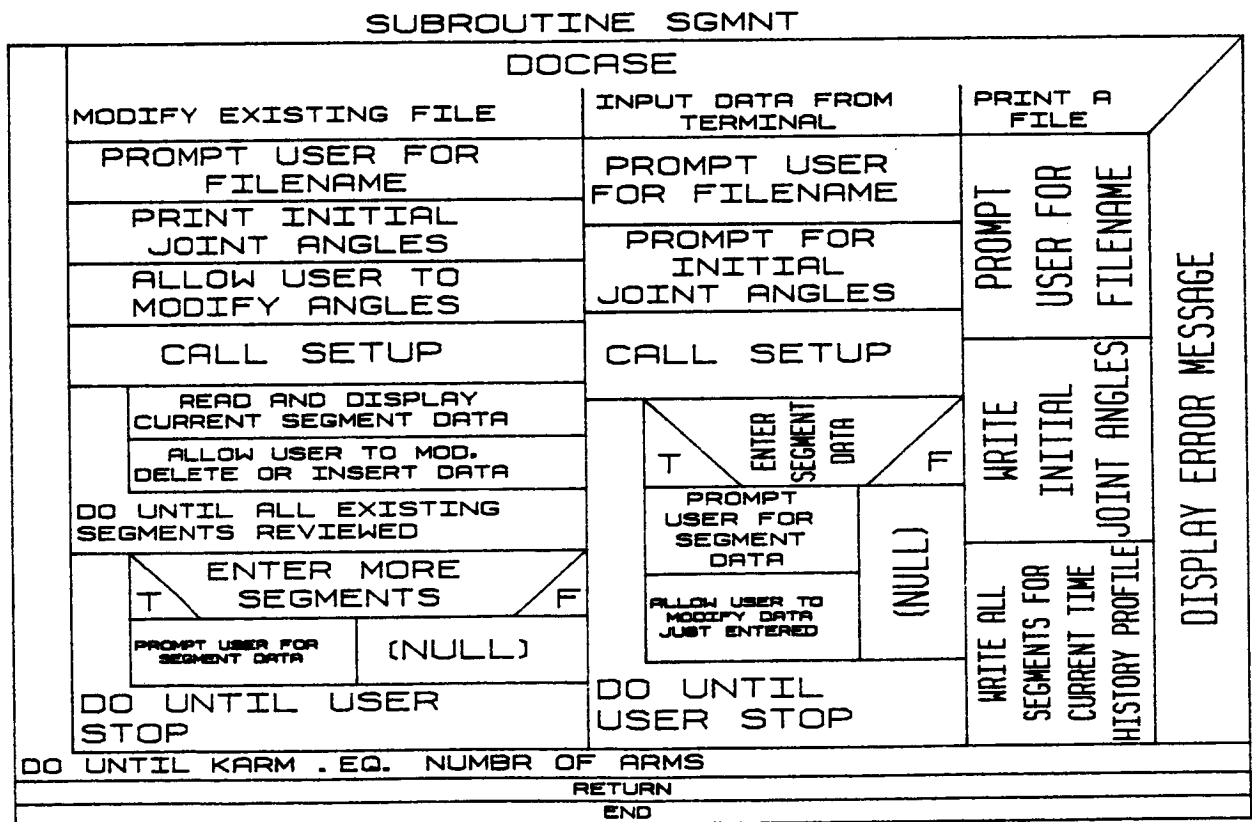 SUBROUTINE SGMNT
DOCASE
MODIFY EXISTING FILE
PROMPT USER FOR
FILENAME
PRINT INITIAL
JOINT ANGLES
ALLOW USER TO
MODIFY ANGLES
CALL SETUP
READ AND DISPLAY
CURRENT SEGMENT DATA
ALLOW USER TO MOD.
DELETE OR INSERT DATA
DO UNTIL ALL EXISTING
SEGMENTS REVIEWED
ENTER MORE
SEGMENTS
T
F
PROMPT USER FOR
SEGMENT DATA
(NULL)
DO UNTIL USER
STOP
INPUT DATA FROM
TERMINAL
PROMPT USER
FOR FILENAME
PROMPT FOR
INITIAL
JOINT ANGLES
CALL SETUP
ENTER
SEGMENT
DATA
T
F
PROMPT
USER FOR
SEGMENT
DATA
ALLOW USER TO
MODIFY DATA
JUST ENTERED
(NULL)
DO UNTIL
USER STOP
PRINT A
FILE
PROMPT
USER FOR
FILENAME
WRITE
INITIAL
JOINT ANGLES
WRITE ALL
SEGMENTS FOR
CURRENT TIME
HISTORY PROFILE
DISPLAY ERROR MESSAGE
DO UNTIL KARM .EQ. NUMBR OF ARMS
RETURN
END